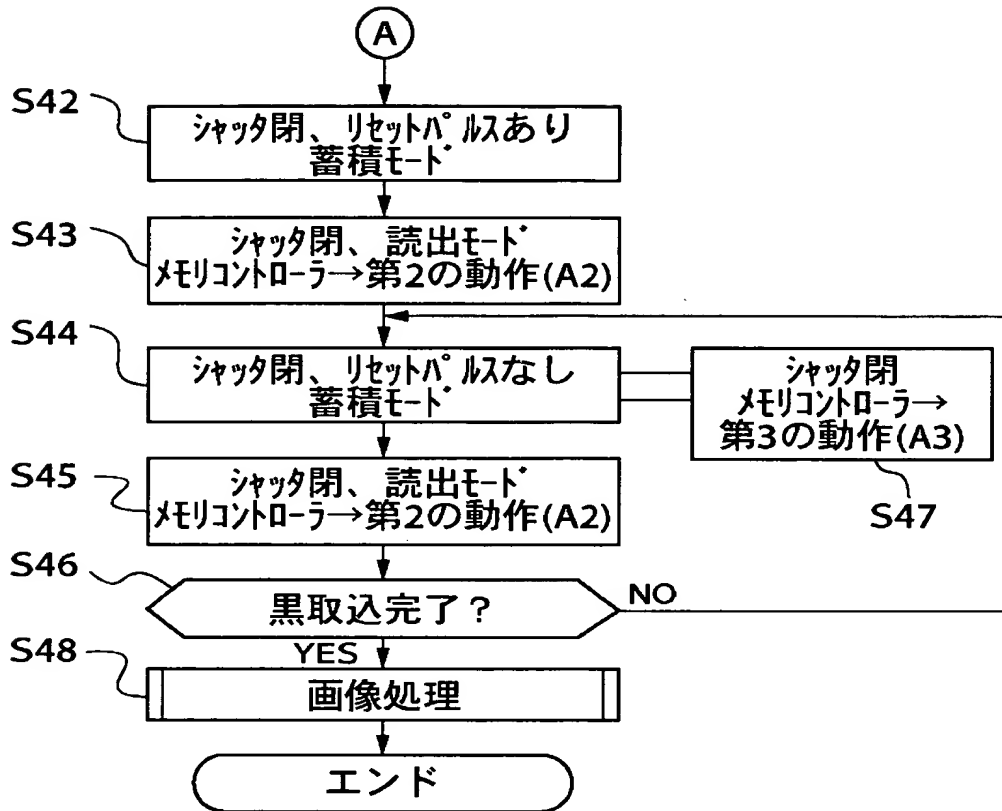 A
S42
ｼｬｯﾀ閉、ﾘｾｯﾄﾊﾟﾙｽあり
蓄積ﾓｰﾄﾞ
S43
ｼｬｯﾀ閉、読出ﾓｰﾄﾞ
ﾒﾓﾘｺﾝﾄﾛｰﾗ→第2の動作(A2)
S44
ｼｬｯﾀ閉、ﾘｾｯﾄﾊﾟﾙｽなし
蓄積ﾓｰﾄﾞ
ｼｬｯﾀ閉
ﾒﾓﾘｺﾝﾄﾛｰﾗ→
第3の動作(A3)
S47
S45
ｼｬｯﾀ閉、読出ﾓｰﾄﾞ
ﾒﾓﾘｺﾝﾄﾛｰﾗ→第2の動作(A2)
S46
黒取込完了？
NO
YES
S48
画像処理
エンド